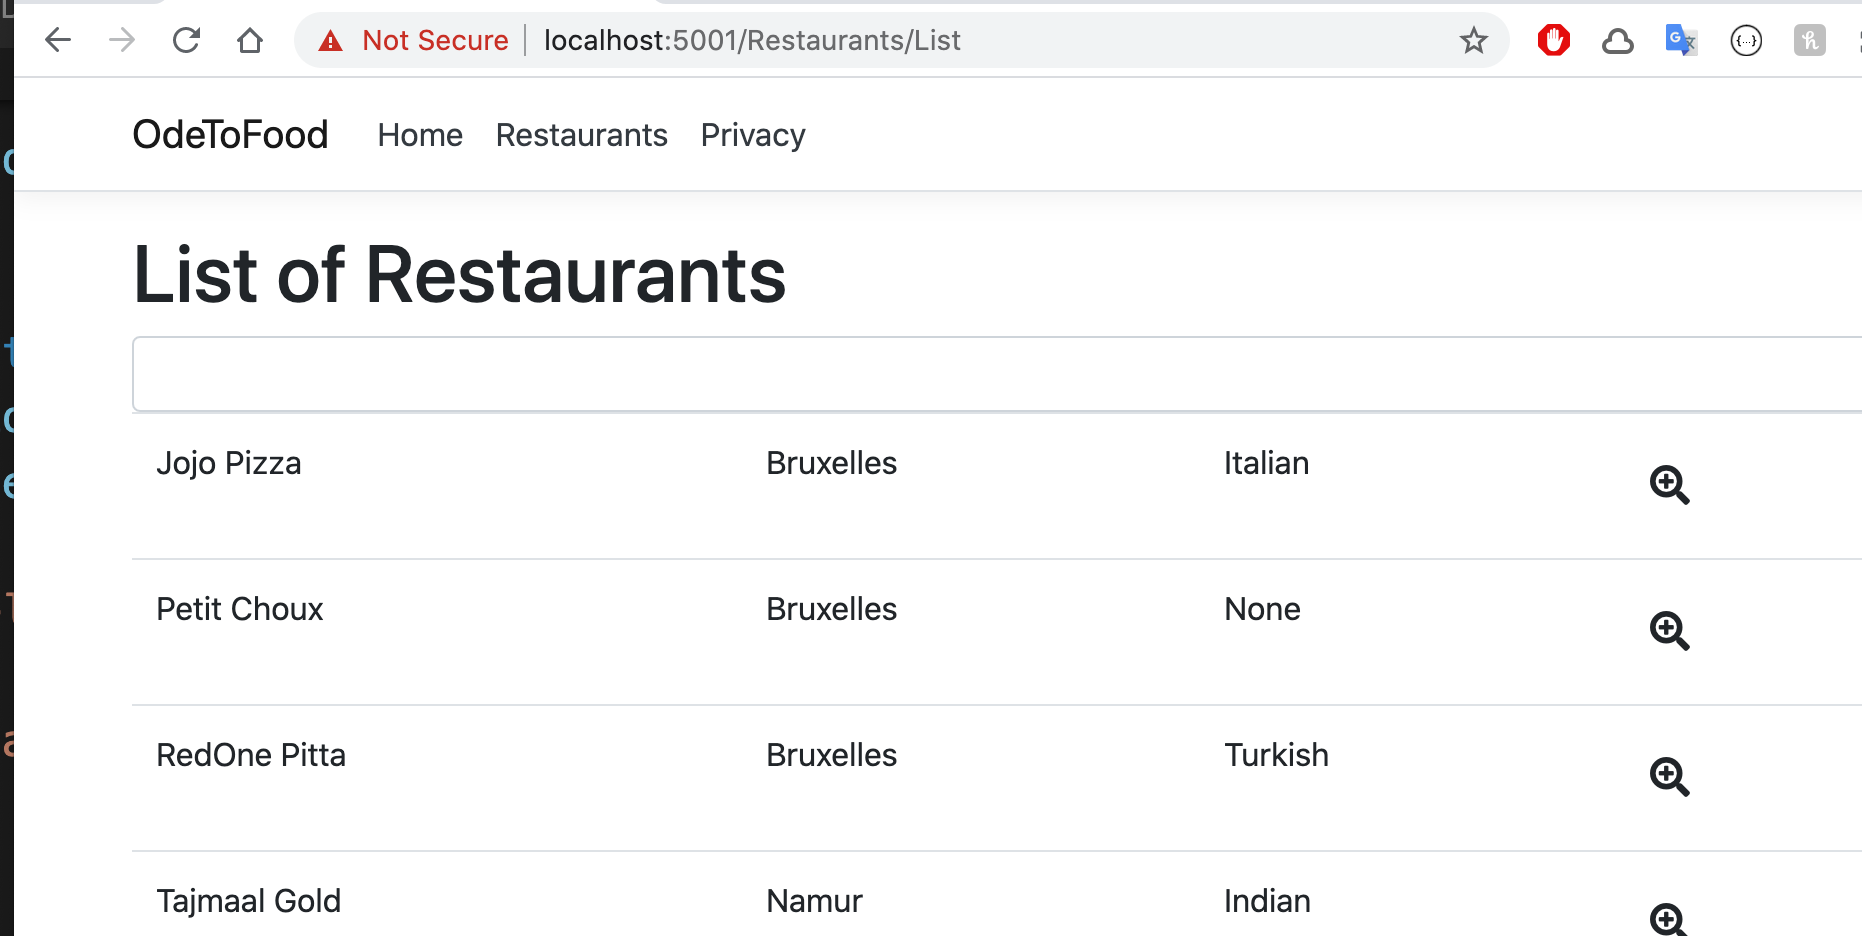 Not Secure localhost:5001/Restaurants/List
OdeToFood Home Restaurants Privacy
List of Restaurants
Jojo Pizza Bruxelles Italian
Petit Choux Bruxelles None
RedOne Pitta Bruxelles Turkish
Tajmaal Gold Namur Indian